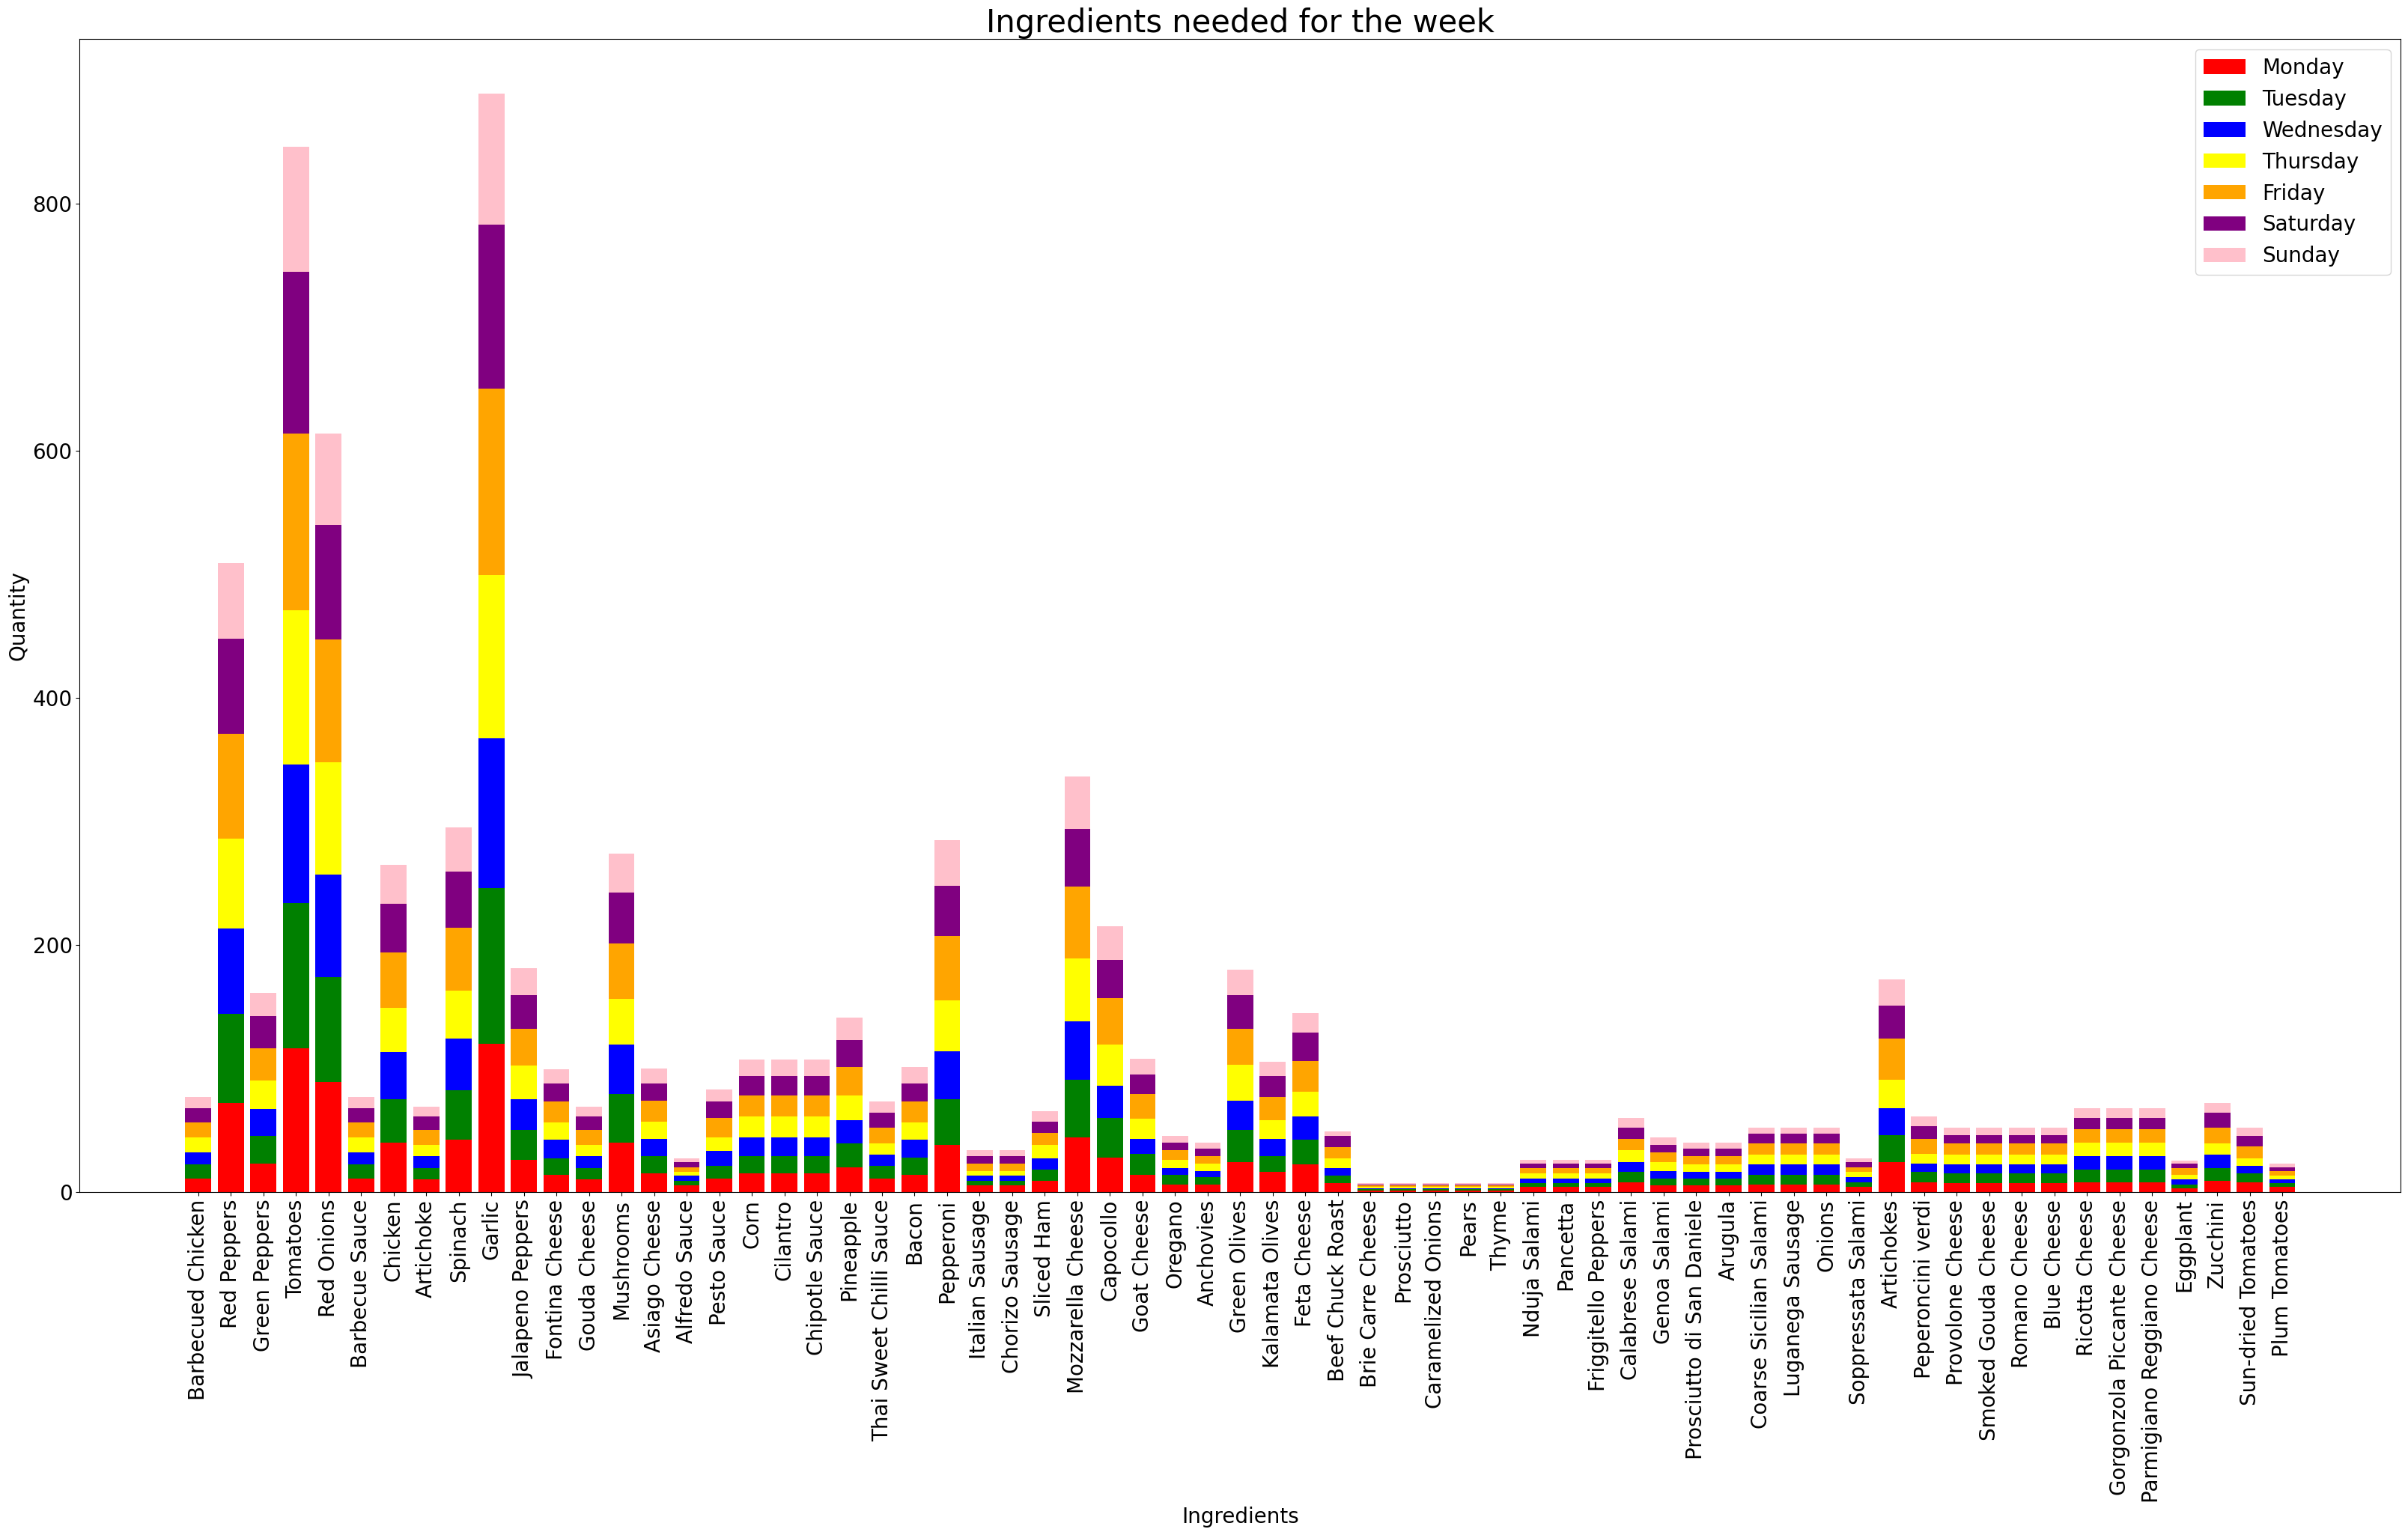 Ingredients needed for the week
Monday
Tuesday
Wednesday
Thursday
Friday
Saturday
Sunday
Quantity
800
600
400
200
0
Barbecued Chicken
Red Peppers
Green Peppers
Tomatoes
Red Onions
Barbecue Sauce
Chicken
Artichoke
Spinach
Garlic
Jalapeno Peppers
Fontina Cheese
Gouda Cheese
Mushrooms
Asiago Cheese
Alfredo Sauce
Pesto Sauce
Corn
Cilantro
Chipotle Sauce
Pineapple
Thai Sweet Chilli Sauce
Bacon
Pepperoni
Italian Sausage
Chorizo Sausage
Sliced Ham
Mozzarella Cheese
Capocollo
Goat Cheese
Oregano
Anchovies
Green Olives
Kalamata Olives
Feta Cheese
Beef Chuck Roast
Brie Carre Cheese
Prosciutto
Caramelized Onions
Pears
Thyme
Nduja Salami
Pancetta
Friggitello Peppers
Calabrese Salami
Genoa Salami
Prosciutto di San Daniele
Arugula
Coarse Sicilian Salami
Luganega Sausage
Onions
Soppressata Salami
Artichokes
Peperoncini verdi
Provolone Cheese
Smoked Gouda Cheese
Romano Cheese
Blue Cheese
Ricotta Cheese
Gorgonzola Piccante Cheese
Parmigiano Reggiano Cheese
Eggplant
Zucchini
Sun-dried Tomatoes
Plum Tomatoes
Ingredients